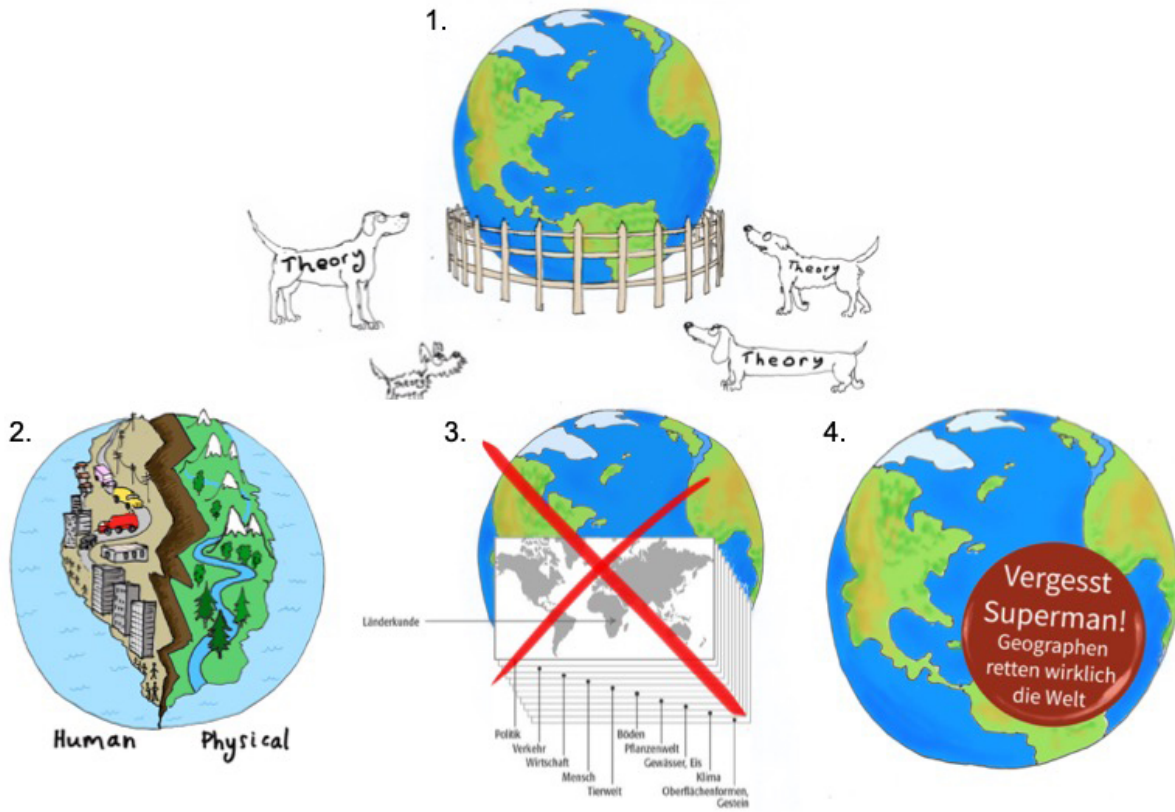 1.
Theory
Theory
Theory
Theory
2.
Human Physical
3.
Länderkunde
Politik
Verkehr
Wirtschaft
Mensch
Tierwelt
Böden
Pflanzenwelt
Gewässer, Eis
Klima
Oberflächenformen,
Gestein
4.
Vergesst
Superman!
Geographen
retten wirklich
die Welt